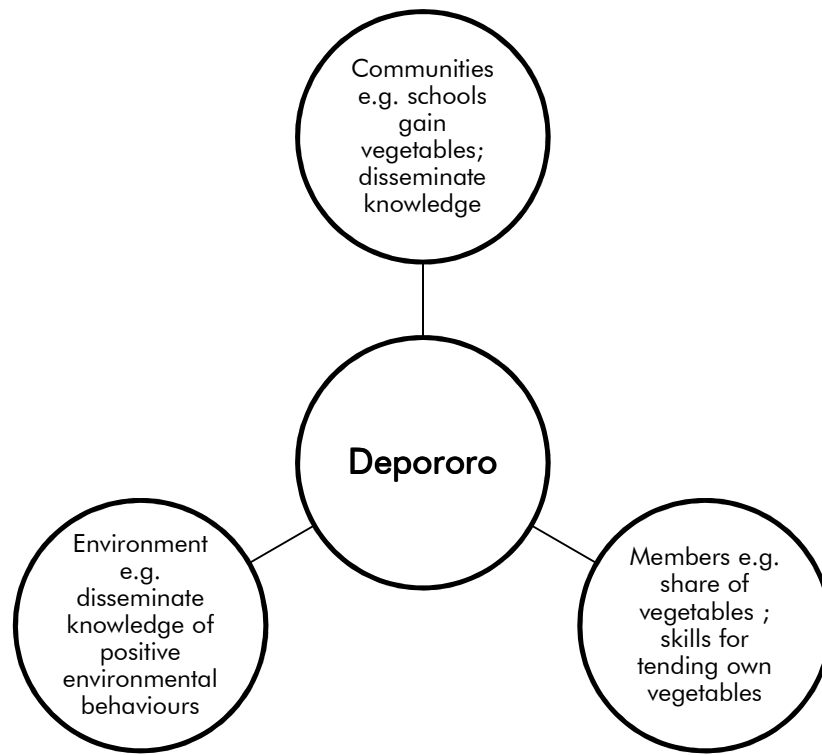 Communities
e.g. schools
gain
vegetables;
disseminate
knowledge
Depororo
Environment
e.g.
disseminate
knowledge of
positive
environmental
behaviours
Members e.g.
share of
vegetables ;
skills for
tending own
vegetables